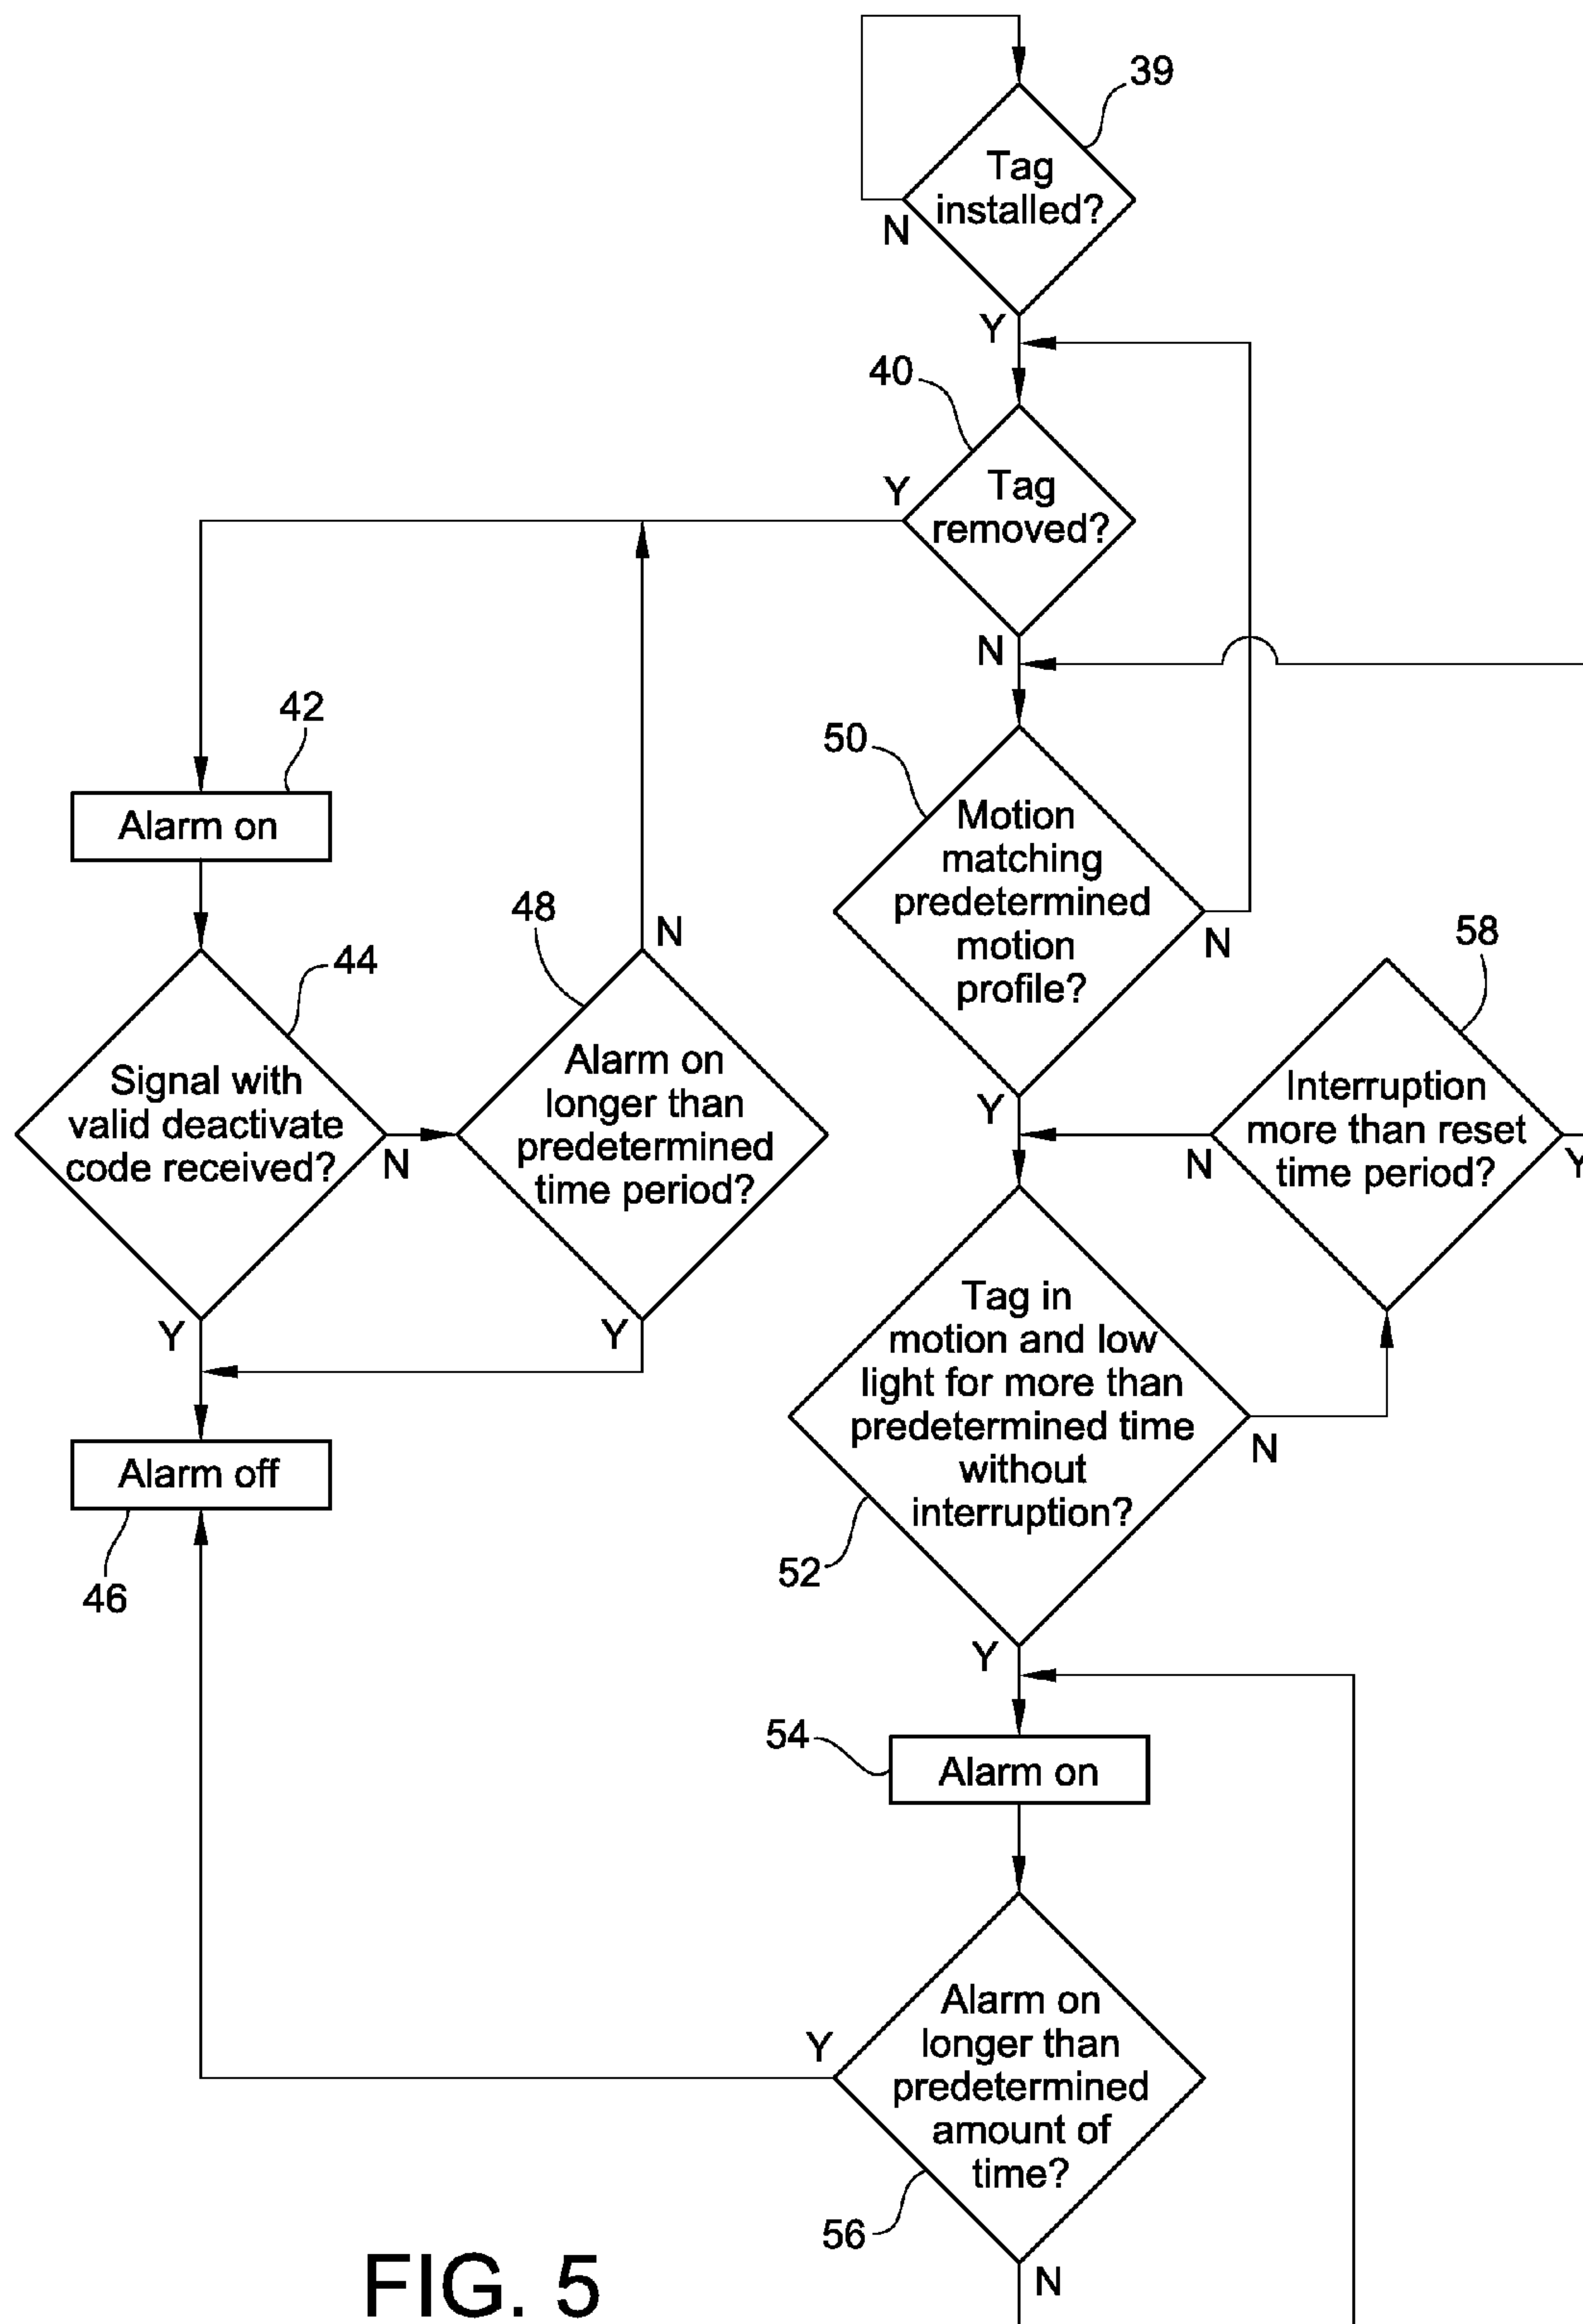 39
Tag
installed?
N
Y
40
Y
Tag
removed?
N
42
Alarm on
50
Motion
matching
predetermined
motion
profile?
N
48
N
44
58
Signal with
valid deactivate
code received?
N
Alarm on
longer than
predetermined
time period?
Y
Interruption
more than reset
time period?
N
Y
Y
Y
Tag in
motion and low
light for more than
predetermined time
without
interruption?
N
Alarm off
46
52
Y
54
Alarm on
Y
Alarm on
longer than
predetermined
amount of
time?
56
N
FIG. 5